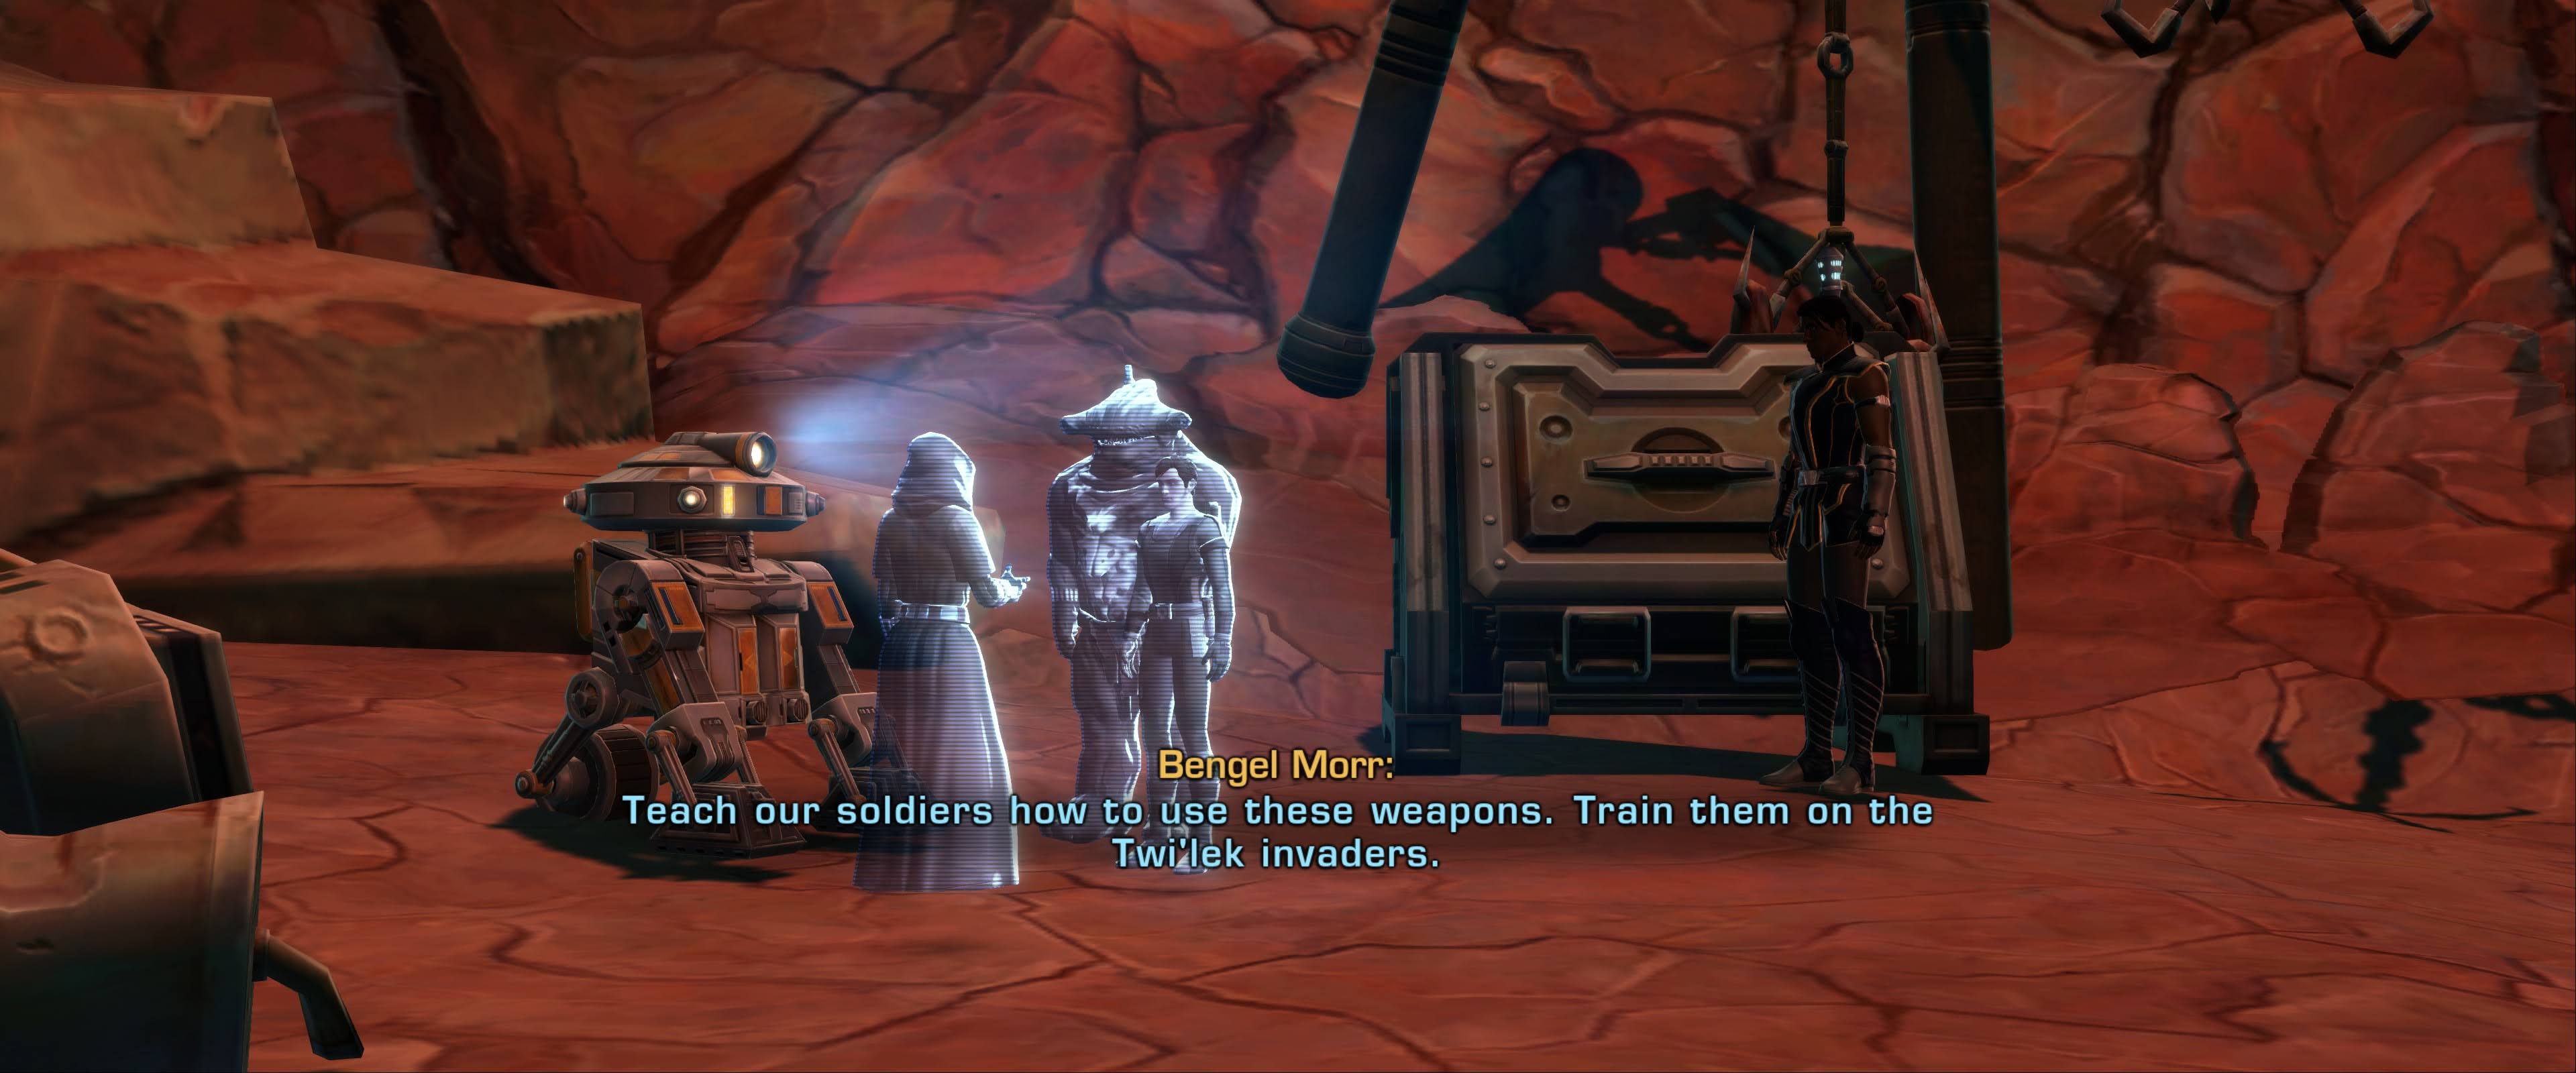 Bengel Morr:
Teach our soldiers how to use these weapons. Train them on the
Twi'lek invaders.